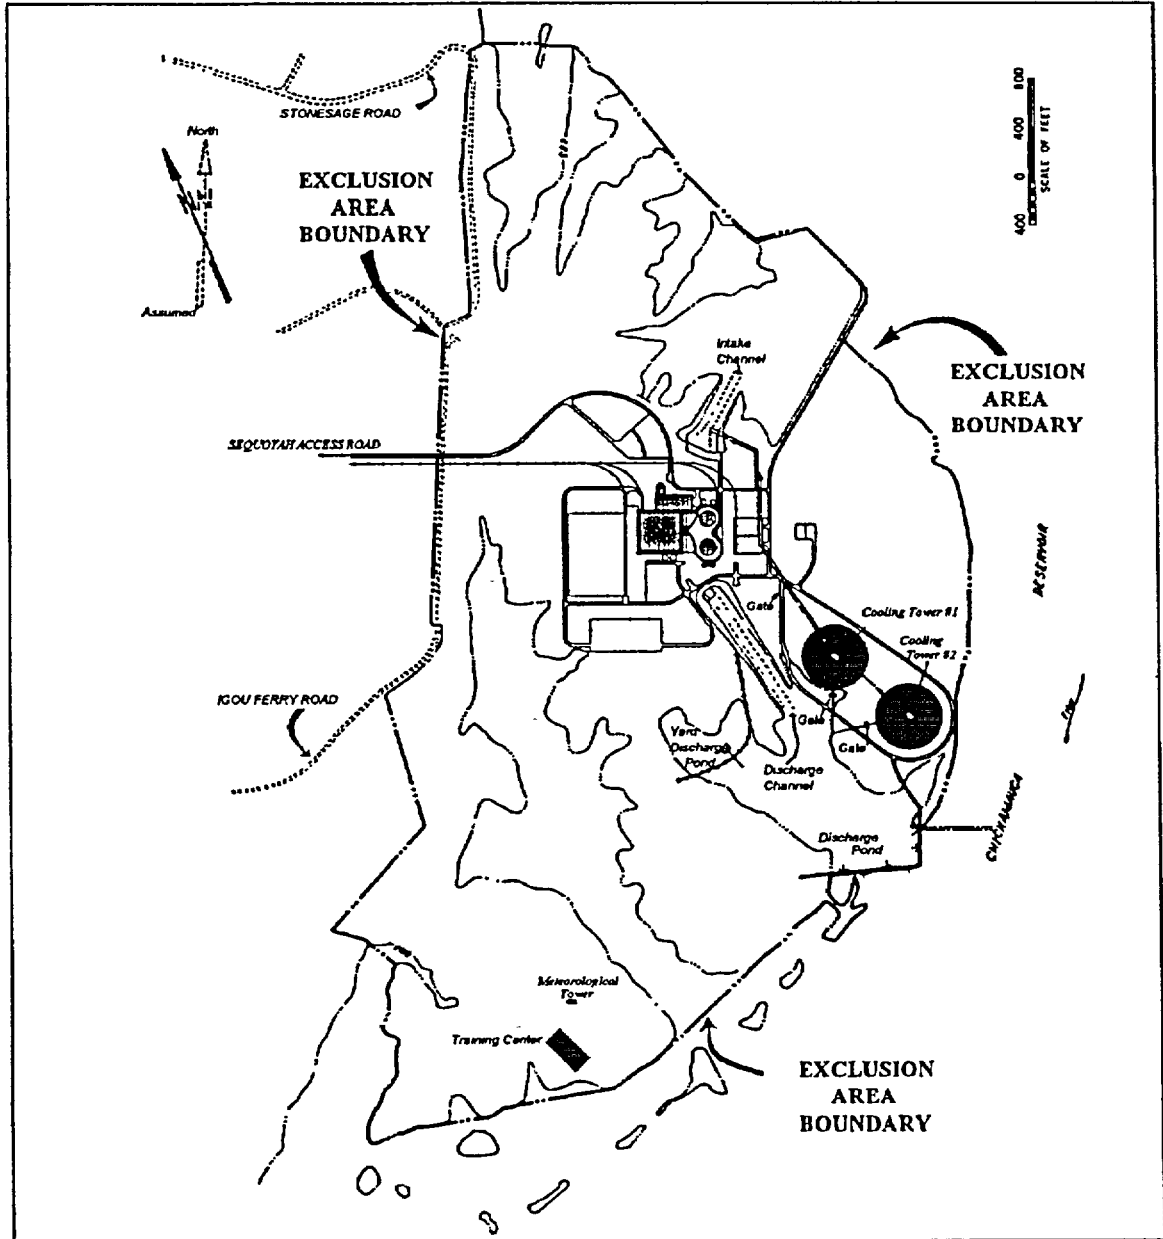 STONESAGE ROAD
North
Assumed
EXCLUSION
AREA
BOUNDARY
800
400
0
400
SCALE OF FEET
Intake
Channel
EXCLUSION
AREA
BOUNDARY
SEQUOYAH ACCESS ROAD
RESERVOIR
Gate
Cooling Tower #1
Cooling
Tower #2
IGOU FERRY ROAD
Gate
Gate
Yard
Discharge
Pond
Discharge
Channel
Discharge
Pond
CHICKAMAUGA
Meteorological
Tower
Training Center
EXCLUSION
AREA
BOUNDARY